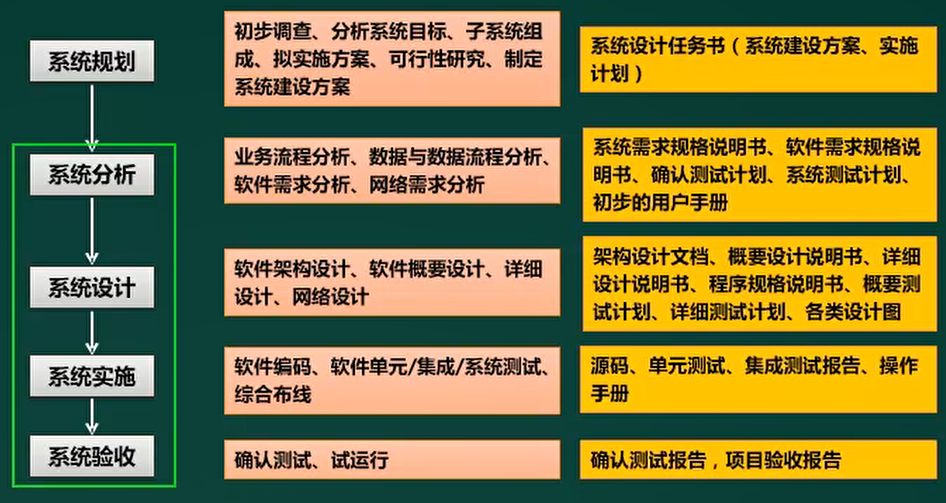 系统规划
初步调查、分析系统目标、子系统组
成、拟实施方案、可行性研究、制定
系统建设方案
系统设计任务书（系统建设方案、实施
计划）
系统分析
业务流程分析、数据与数据流程分析、
软件需求分析、网络需求分析
系统需求规格说明书、软件需求规格说
明书、确认测试计划、系统测试计划、
初步的用户手册
系统设计
软件架构设计、软件概要设计、详细
设计、网络设计
架构设计文档、概要设计说明书、详细
设计说明书、程序规格说明书、概要测
试计划、详细测试计划、各类设计图
系统实施
软件编码、软件单元/集成/系统测试、
综合布线
源码、单元测试、集成测试报告、操作
手册
系统验收
确认测试、试运行
确认测试报告，项目验收报告